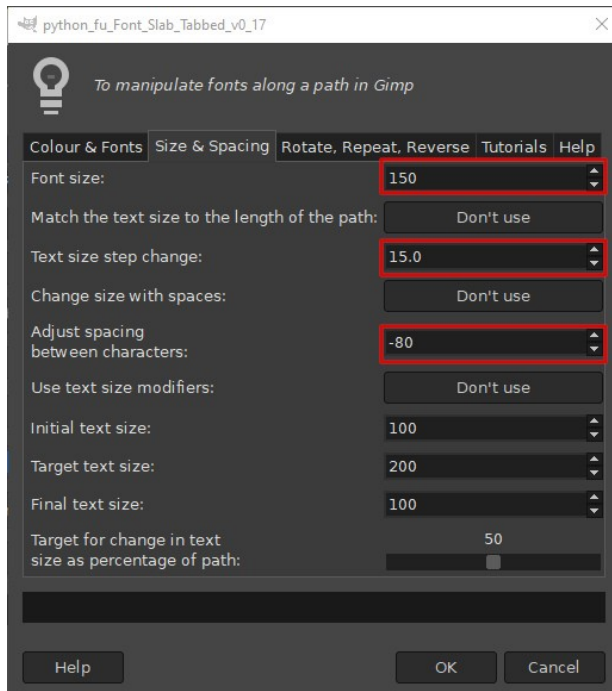 python_fu_Font_Slab_Tabbed_v0_17
To manipulate fonts along a path in Gimp
Colour & Fonts Size & Spacing Rotate, Repeat, Reverse Tutorials Help
Font size: 150
Match the text size to the length of the path: Don't use
Text size step change: 15.0
Change size with spaces: Don't use
Adjust spacing
between characters: -80
Use text size modifiers: Don't use
Initial text size: 100
Target text size: 200
Final text size: 100
Target for change in text 50
size as percentage of path:
Help OK Cancel